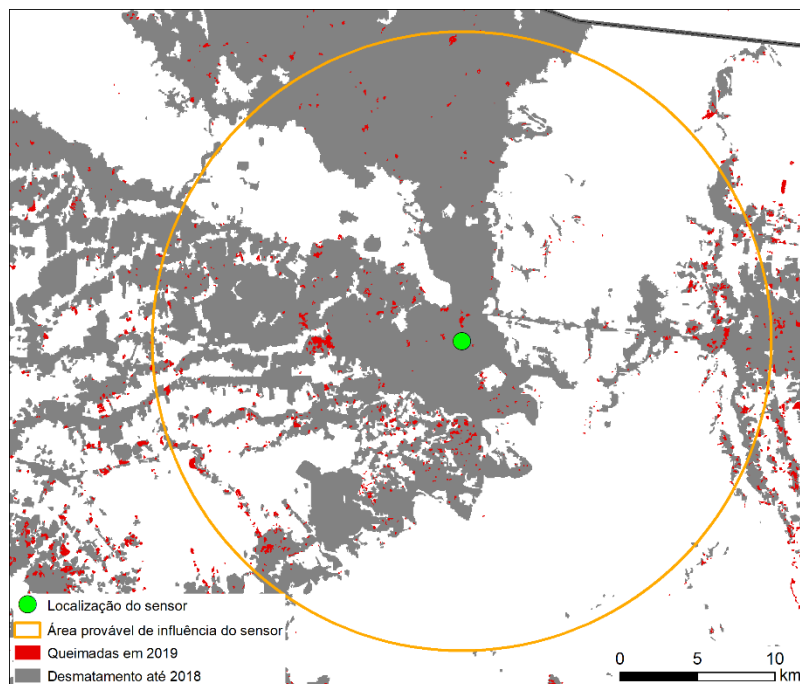 Localização do sensor
Área provável de influência do sensor
Queimadas em 2019
Desmatamento até 2018
0 5 10
km